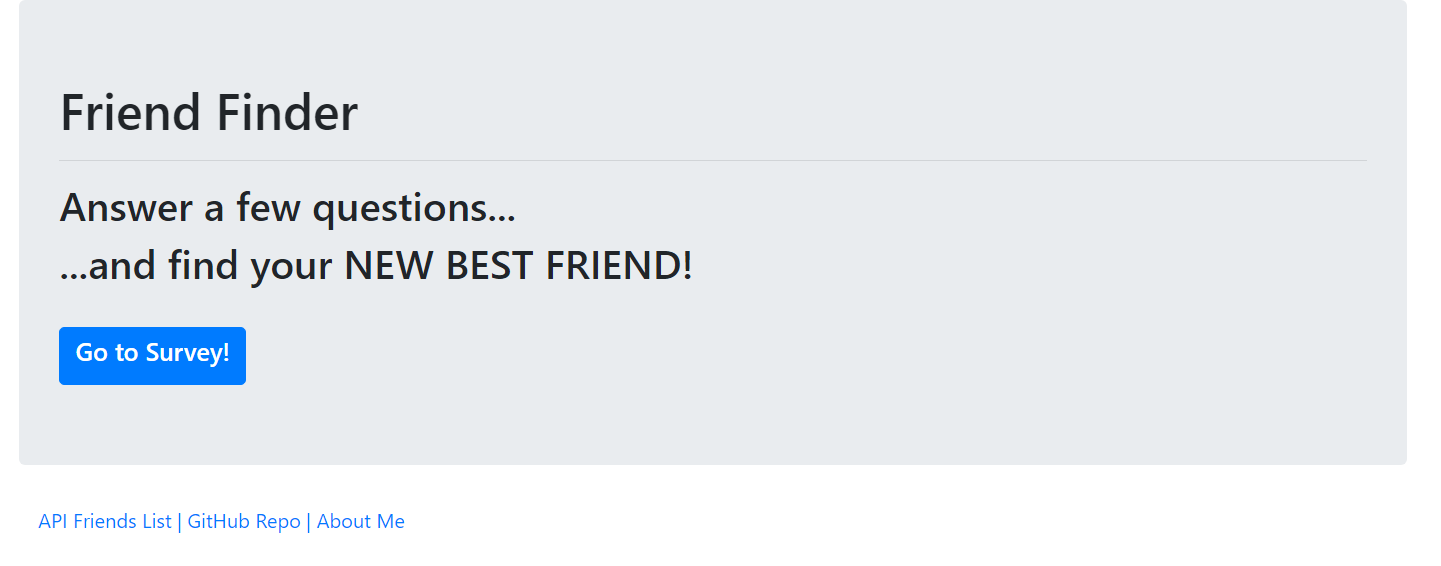 Friend Finder
Answer a few questions...
...and find your NEW BEST FRIEND!
Go to Survey!
API Friends List | GitHub Repo | About Me